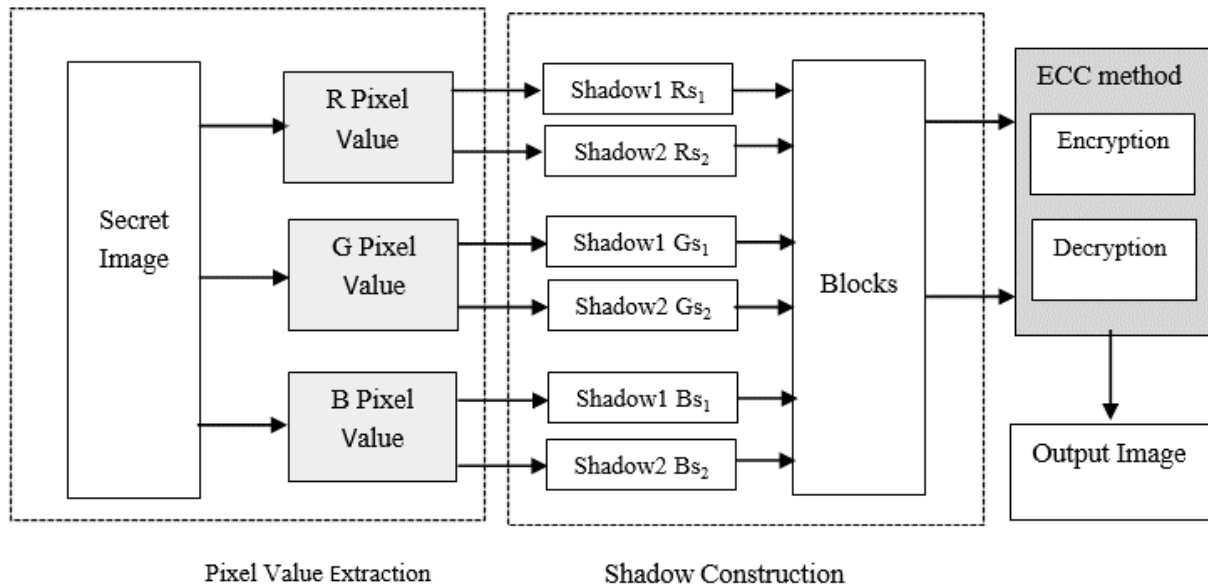 Secret
Image
R Pixel
Value
G Pixel
Value
B Pixel
Value
Shadow1 Rs₁
Shadow2 Rs₂
Shadow1 Gs₁
Shadow2 Gs₂
Shadow1 Bs₁
Shadow2 Bs₂
Blocks
ECC method
Encryption
Decryption
Output Image
Pixel Value Extraction
Shadow Construction